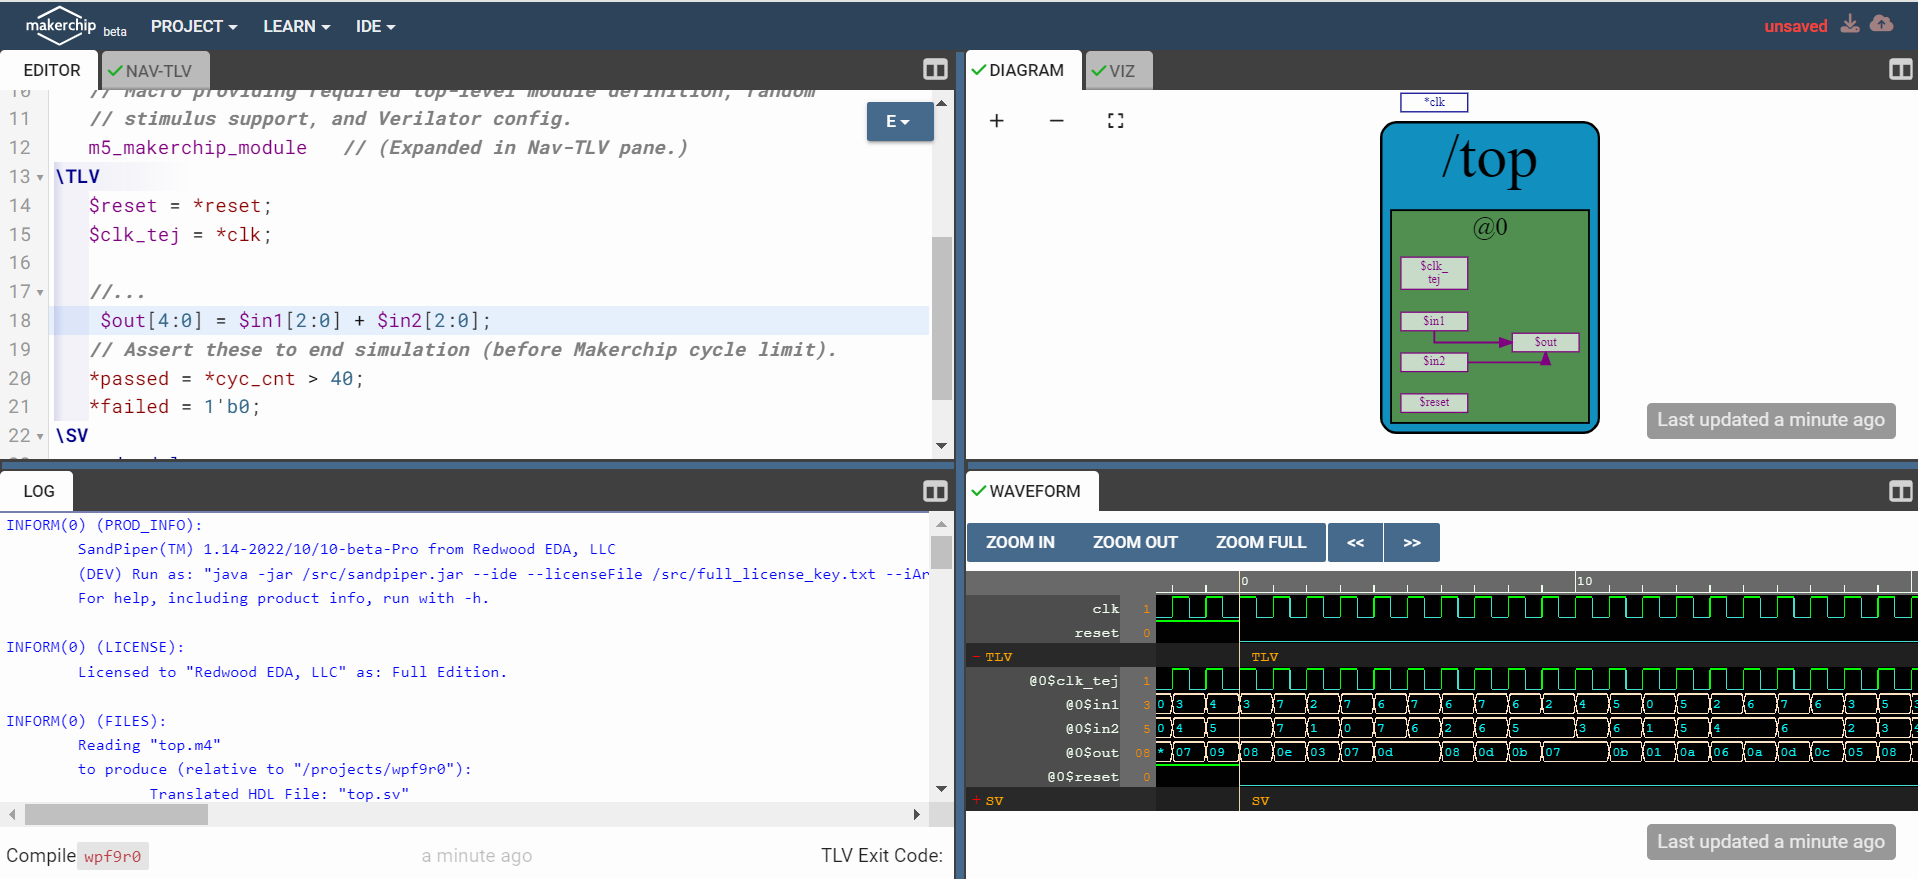 makerchip beta PROJECT LEARN IDE unsaved
EDITOR NAV-TLV
10 // Macro providing required top-level module definition, random
11 // stimulus support, and Verilator config.
12 m5_makerchip_module // (Expanded in Nav-TLV pane.)
13 \TLV
14 $reset = *reset;
15 $clk_tej = *clk;
16
17 //...
18 $out[4:0] = $in1[2:0] + $in2[2:0];
19 // Assert these to end simulation (before Makerchip cycle limit).
20 *passed = *cyc_cnt > 40;
21 *failed = 1'b0;
22 \SV
E
DIAGRAM VIZ
+ −
*clk
/top
@0
$clk_
tej
$in1
$out
$in2
$reset
Last updated a minute ago
LOG
INFORM(0) (PROD_INFO):
SandPiper(TM) 1.14-2022/10/10-beta-Pro from Redwood EDA, LLC
(DEV) Run as: "java -jar /src/sandpiper.jar --ide --licenseFile /src/full_license_key.txt --iAr
For help, including product info, run with -h.
INFORM(0) (LICENSE):
Licensed to "Redwood EDA, LLC" as: Full Edition.
INFORM(0) (FILES):
Reading "top.m4"
to produce (relative to "/projects/wpf9r0"):
Translated HDL File: "top.sv"
Compile wpf9r0 a minute ago TLV Exit Code:
WAVEFORM
ZOOM IN ZOOM OUT ZOOM FULL << >>
0 10
clk 1
reset 0
- TLV TLV
@0$clk_tej 1
@0$in1 3 0 3 4 3 7 2 7 6 7 6 7 6 2 4 5 0 5 2 6 7 6 3 5
@0$in2 5 0 4 5 7 1 0 7 6 2 6 5 3 6 1 5 4 6 2 3 4
@0$out 08 * 07 09 08 0e 03 07 0d 08 0d 0b 07 0b 01 0a 06 0a 0d 0c 05 08
@0$reset 0
+ SV SV
Last updated a minute ago